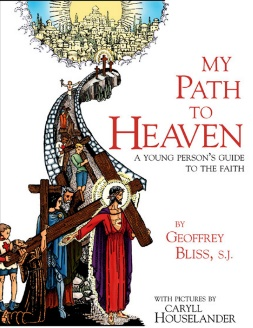 MY
PATH
TO
HEAVEN
A YOUNG PERSON'S GUIDE
TO THE FAITH
BY
GEOFFREY
BLISS, S.J.
WITH PICTURES BY
CARYLL
HOUSELANDER